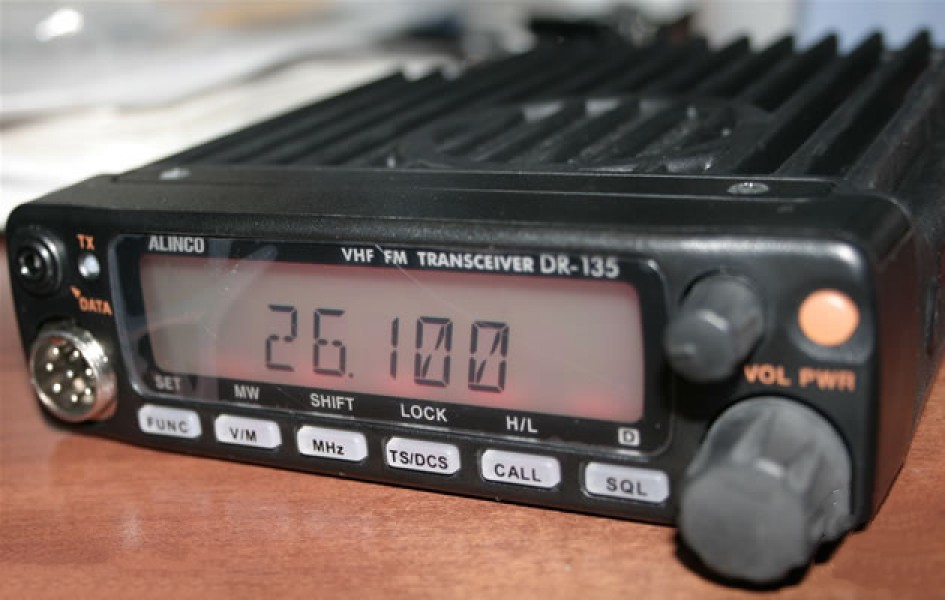 ALINCO
VHF FM TRANSCEIVER DR-135
TX
DATA
26.100
VOL PWR
SET MW SHIFT LOCK H/L D
FUNC V/M MHz TS/DCS CALL SQL